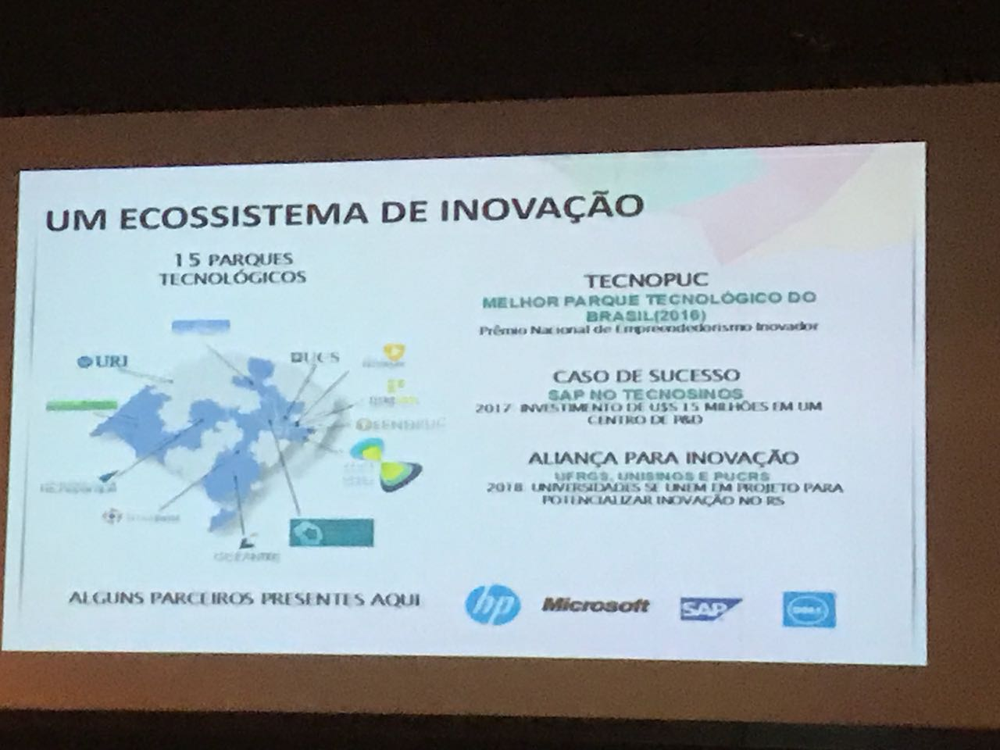 UM ECOSSISTEMA DE INOVAÇÃO
15 PARQUES
TECNOLÓGICOS
URI
UCS
TECNOPUC
MELHOR PARQUE TECNOLÓGICO DO
BRASIL(2016)
Prêmio Nacional de Empreendedorismo Inovador
CASO DE SUCESSO
SAP NO TECNOSINOS
2017 INVESTIMENTO DE U$S 15 MILHÕES EM UM
CENTRO DE P&D
ALIANÇA PARA INOVAÇÃO
UFRGS, UNISINOS E PUCRS
2018 UNIVERSIDADES SE UNEM EM PROJETO PARA
POTENCIALIZAR INOVAÇÃO NO RS
ALGUNS PARCEIROS PRESENTES AQUI
hp
Microsoft
SAP
DELL